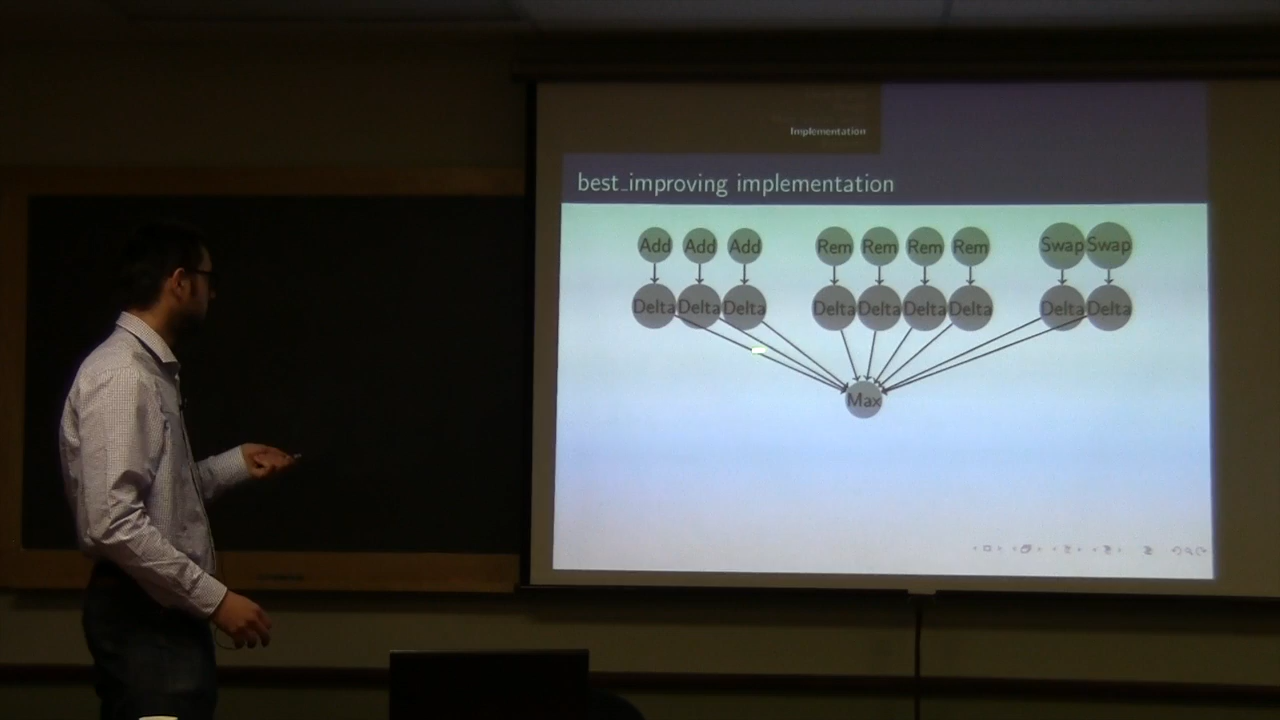 Implementation
best_improving implementation
Add Add Add Rem Rem Rem Rem Swap Swap
Delta Delta Delta Delta Delta Delta Delta Delta Delta
Max